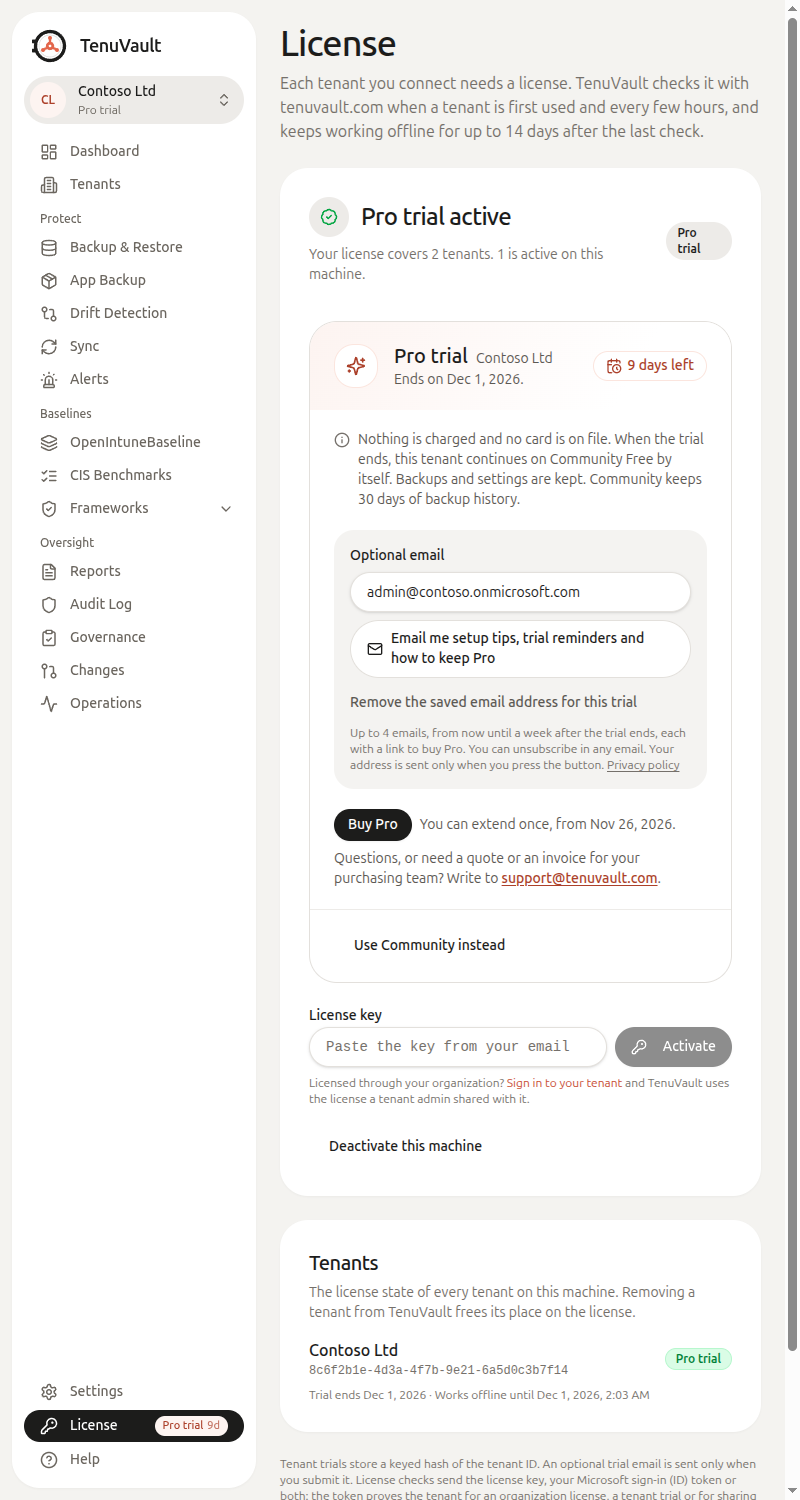 TenuVault
CL
Contoso Ltd
Pro trial
Dashboard
Tenants
Protect
Backup & Restore
App Backup
Drift Detection
Sync
Alerts
Baselines
OpenIntuneBaseline
CIS Benchmarks
Frameworks
Oversight
Reports
Audit Log
Governance
Changes
Operations
Settings
License
Pro trial 9d
Help
License
Each tenant you connect needs a license. TenuVault checks it with
tenuvault.com when a tenant is first used and every few hours, and
keeps working offline for up to 14 days after the last check.
Pro trial active
Your license covers 2 tenants. 1 is active on this
machine.
Pro
trial
Pro trial Contoso Ltd
Ends on Dec 1, 2026.
9 days left
Nothing is charged and no card is on file. When the trial
ends, this tenant continues on Community Free by
itself. Backups and settings are kept. Community keeps
30 days of backup history.
Optional email
admin@contoso.onmicrosoft.com
Email me setup tips, trial reminders and
how to keep Pro
Remove the saved email address for this trial
Up to 4 emails, from now until a week after the trial ends, each
with a link to buy Pro. You can unsubscribe in any email. Your
address is sent only when you press the button. Privacy policy
Buy Pro
You can extend once, from Nov 26, 2026.
Questions, or need a quote or an invoice for your
purchasing team? Write to support@tenuvault.com.
Use Community instead
License key
Paste the key from your email
Activate
Licensed through your organization? Sign in to your tenant and TenuVault uses
the license a tenant admin shared with it.
Deactivate this machine
Tenants
The license state of every tenant on this machine. Removing a
tenant from TenuVault frees its place on the license.
Contoso Ltd
8c6f2b1e-4d3a-4f7b-9e21-6a5d0c3b7f14
Pro trial
Trial ends Dec 1, 2026 · Works offline until Dec 1, 2026, 2:03 AM
Tenant trials store a keyed hash of the tenant ID. An optional trial email is sent only when
you submit it. License checks send the license key, your Microsoft sign-in (ID) token or
both: the token proves the tenant for an organization license, a tenant trial or for sharing